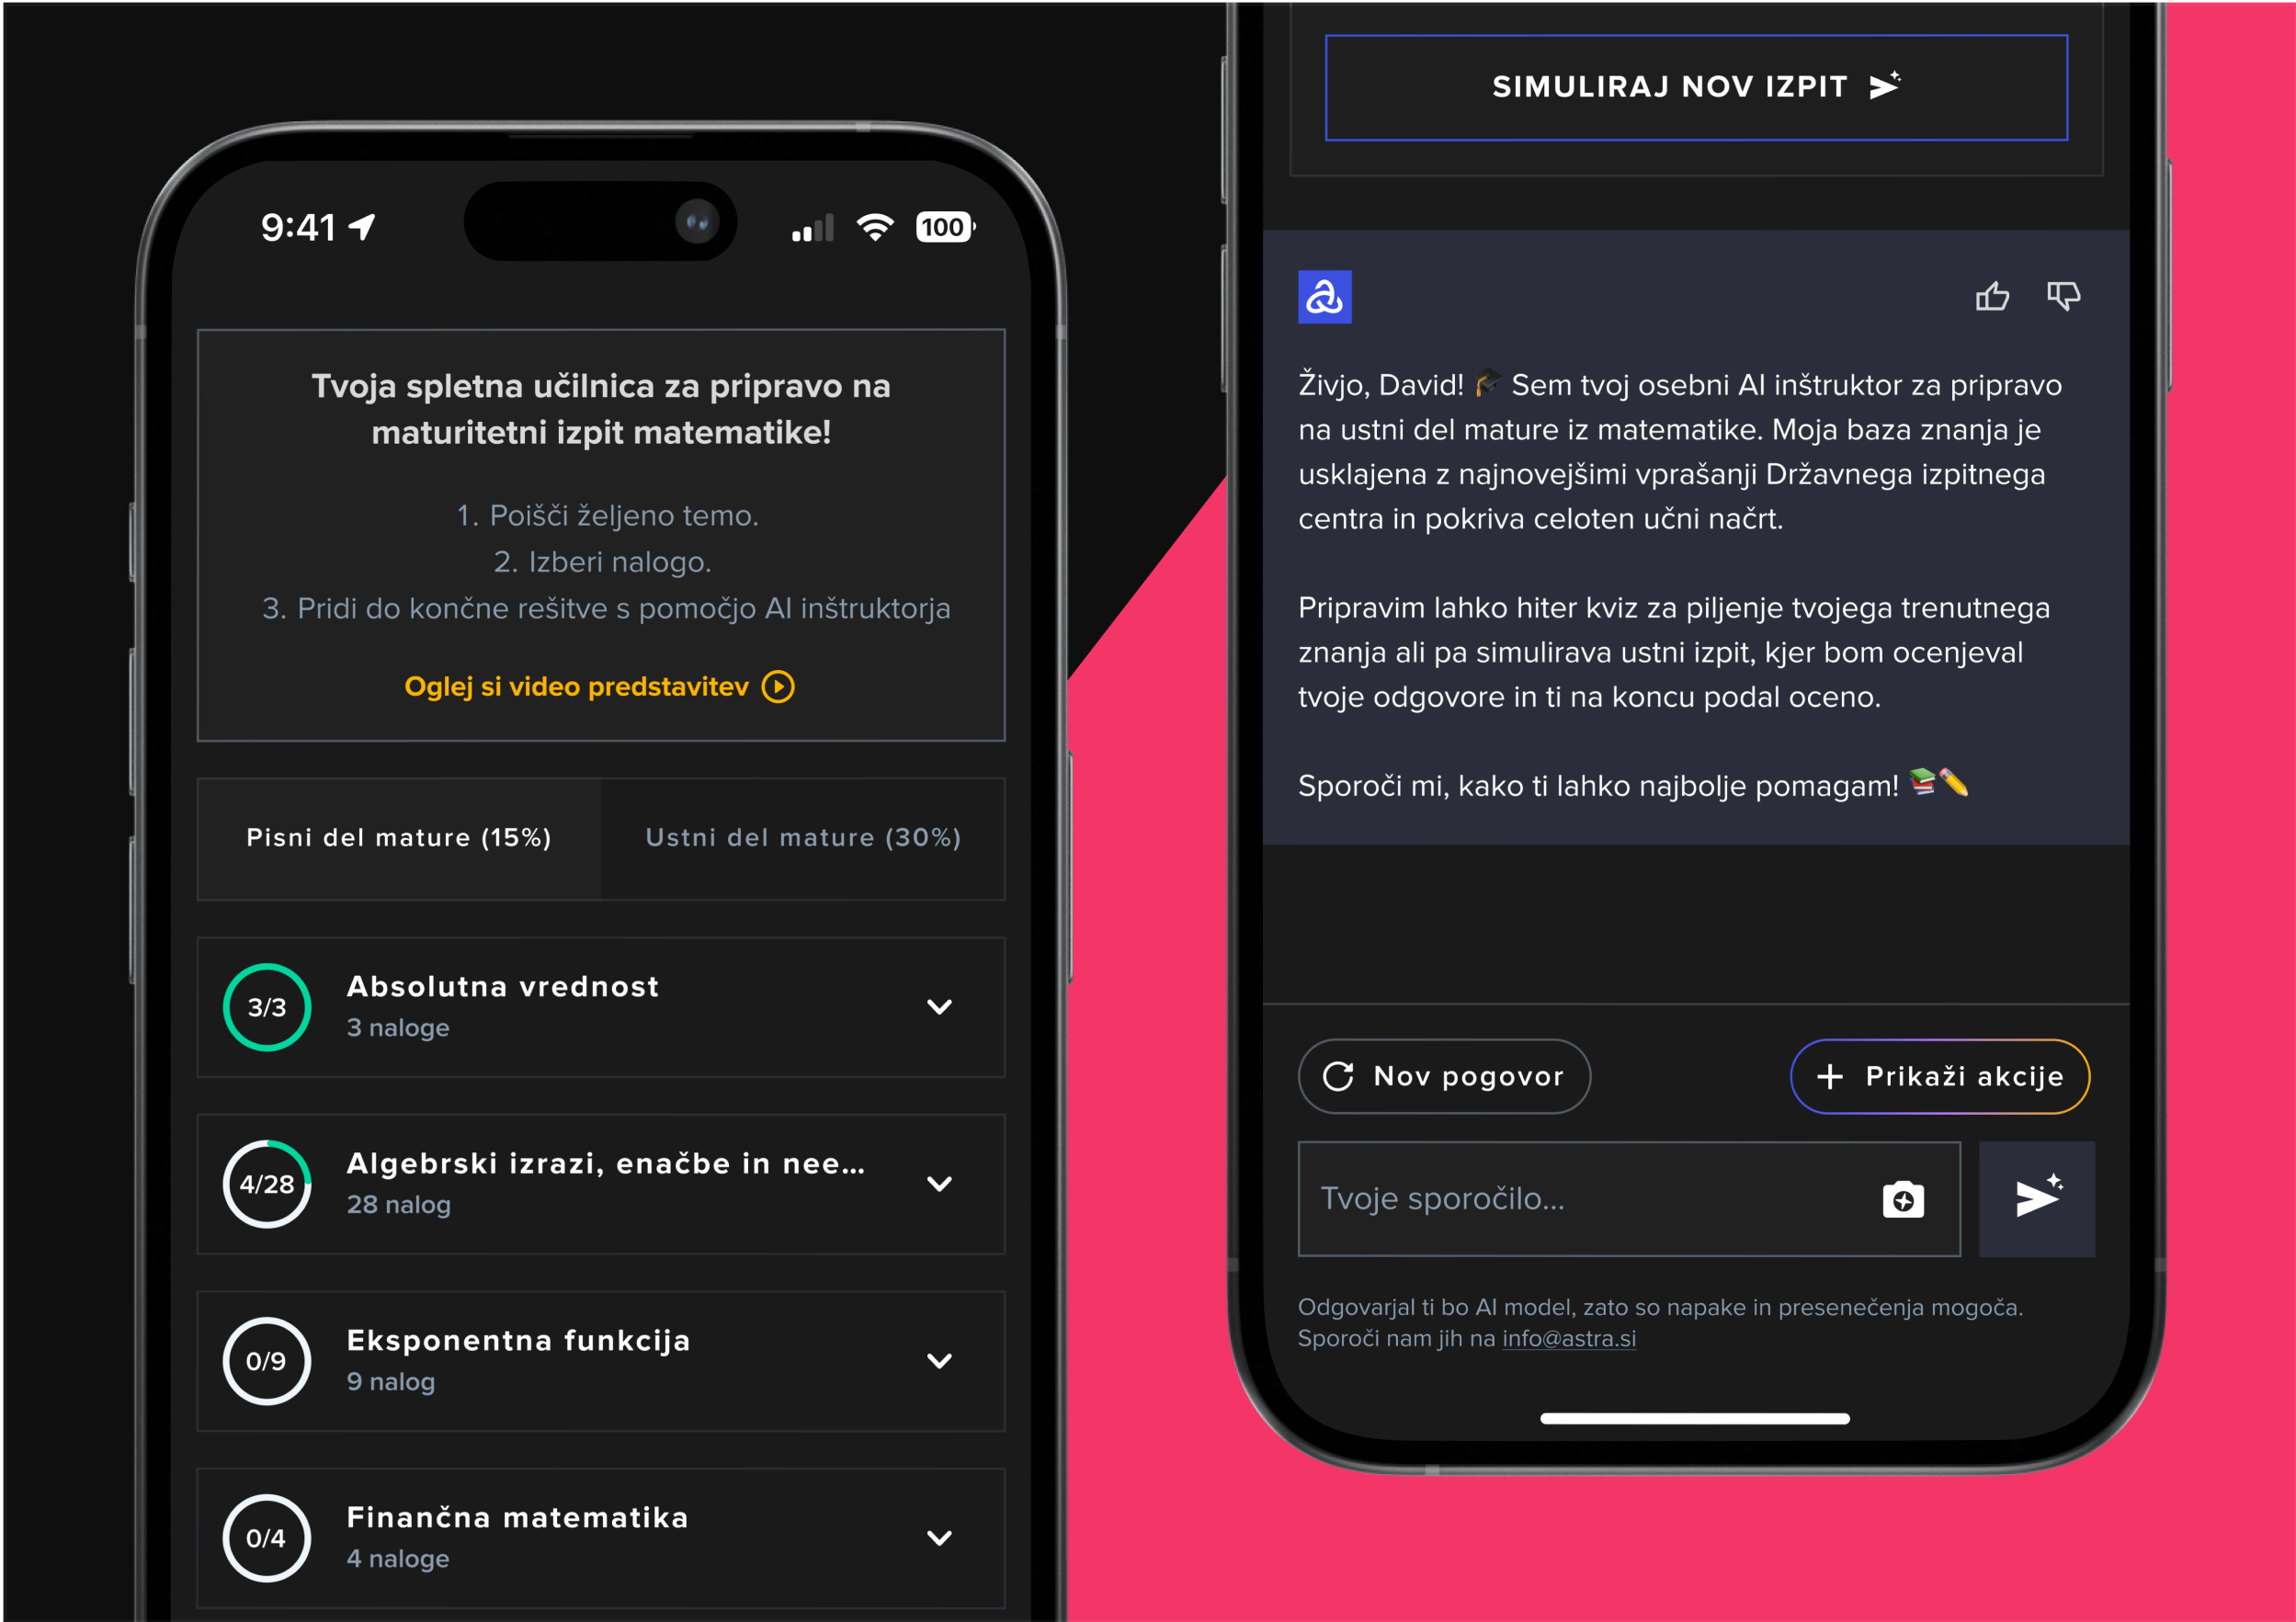 9:41
100
Tvoja spletna učilnica za pripravo na
maturitetni izpit matematike!
1. Poišči željeno temo.
2. Izberi nalogo.
3. Pridi do končne rešitve s pomočjo AI inštruktorja
Oglej si video predstavitev
Pisni del mature (15%)
Ustni del mature (30%)
3/3
Absolutna vrednost
3 naloge
4/28
Algebrski izrazi, enačbe in nee...
28 nalog
0/9
Eksponentna funkcija
9 nalog
0/4
Finančna matematika
4 naloge
SIMULIRAJ NOV IZPIT
Živjo, David! 🎓 Sem tvoj osebni AI inštruktor za pripravo
na ustni del mature iz matematike. Moja baza znanja je
usklajena z najnovejšimi vprašanji Državnega izpitnega
centra in pokriva celoten učni načrt.
Pripravim lahko hiter kviz za piljenje tvojega trenutnega
znanja ali pa simulirava ustni izpit, kjer bom ocenjeval
tvoje odgovore in ti na koncu podal oceno.
Sporoči mi, kako ti lahko najbolje pomagam! 📚✏️
Nov pogovor
Prikaži akcije
Tvoje sporočilo...
Odgovarjal ti bo AI model, zato so napake in presenečenja mogoča.
Sporoči nam jih na info@astra.si